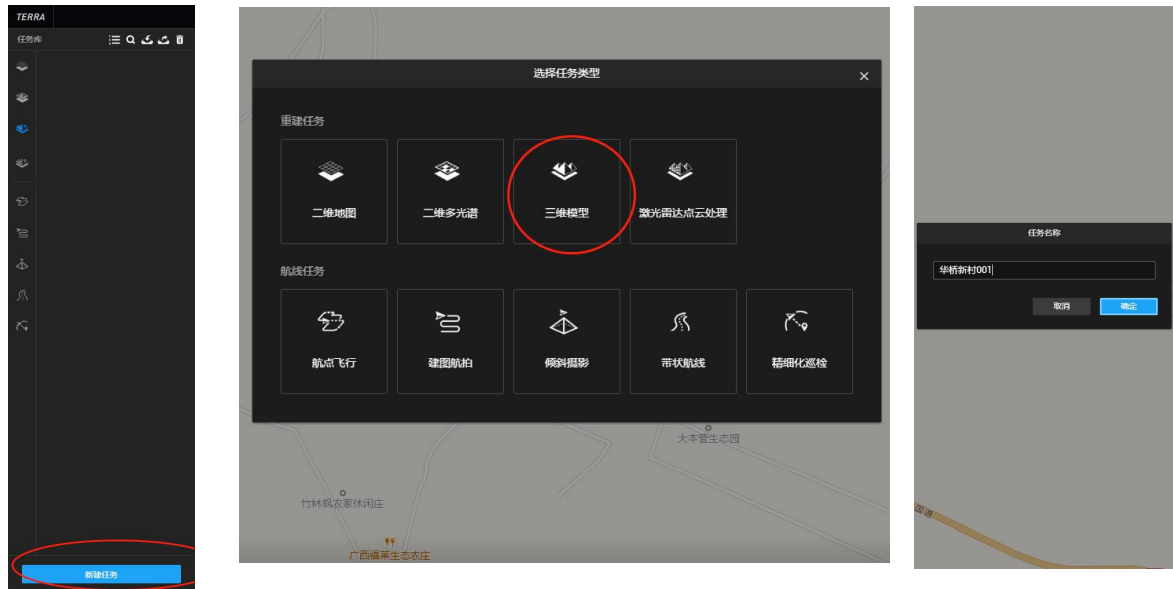 TERRA
任务库
新建任务
选择任务类型
重建任务
二维地图
二维多光谱
三维模型
激光雷达点云处理
航线任务
航点飞行
建图航拍
倾斜摄影
带状航线
精细化巡检
大本营生态园
竹林枫农家休闲庄
广西福莱生态农庄
任务名称
华桥新村001
取消
确定
国道